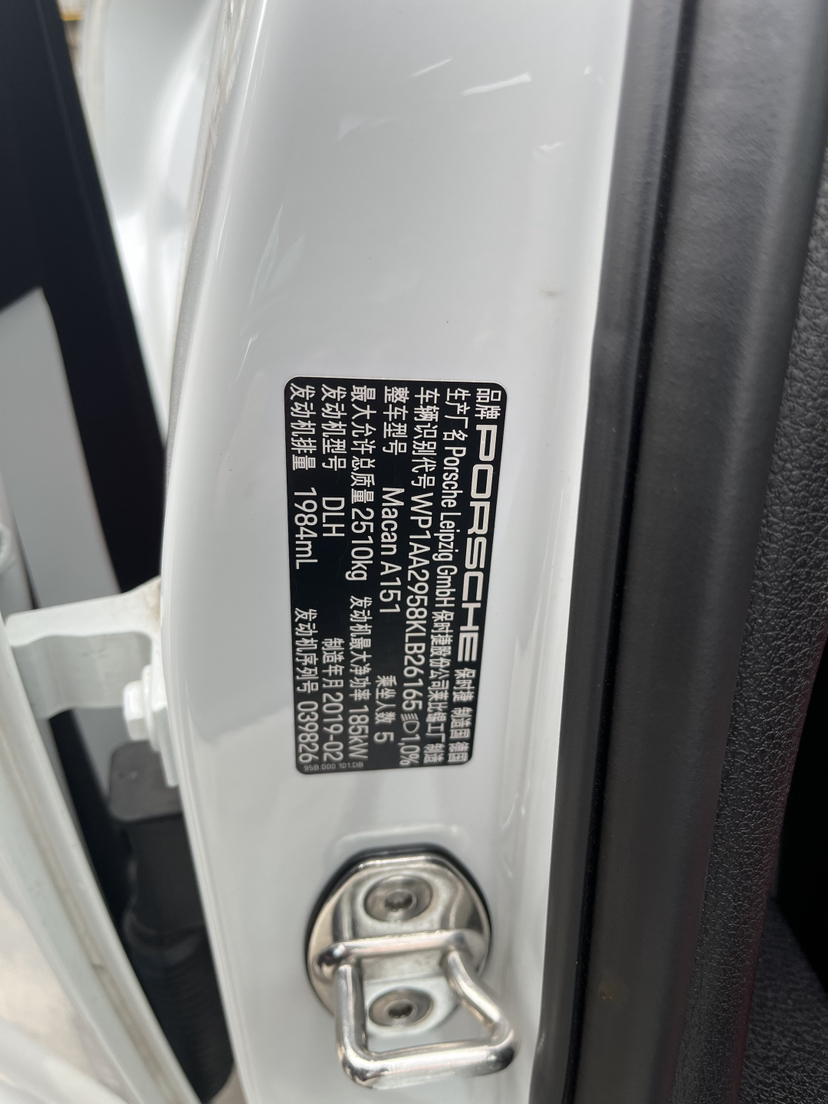 品牌 PORSCHE 保时捷 制造国 德国
生产厂名 Porsche Leipzig GmbH 保时捷股份公司莱比锡工厂制造
车辆识别代号 WP1AA2958KLB26165 1,0%
整车型号 Macan A151 乘坐人数 5
最大允许总质量 2510kg 发动机最大净功率 185kW
发动机型号 DLH 制造年月 2019-02
发动机排量 1984mL 发动机序列号 039826
95B.000.101.DB